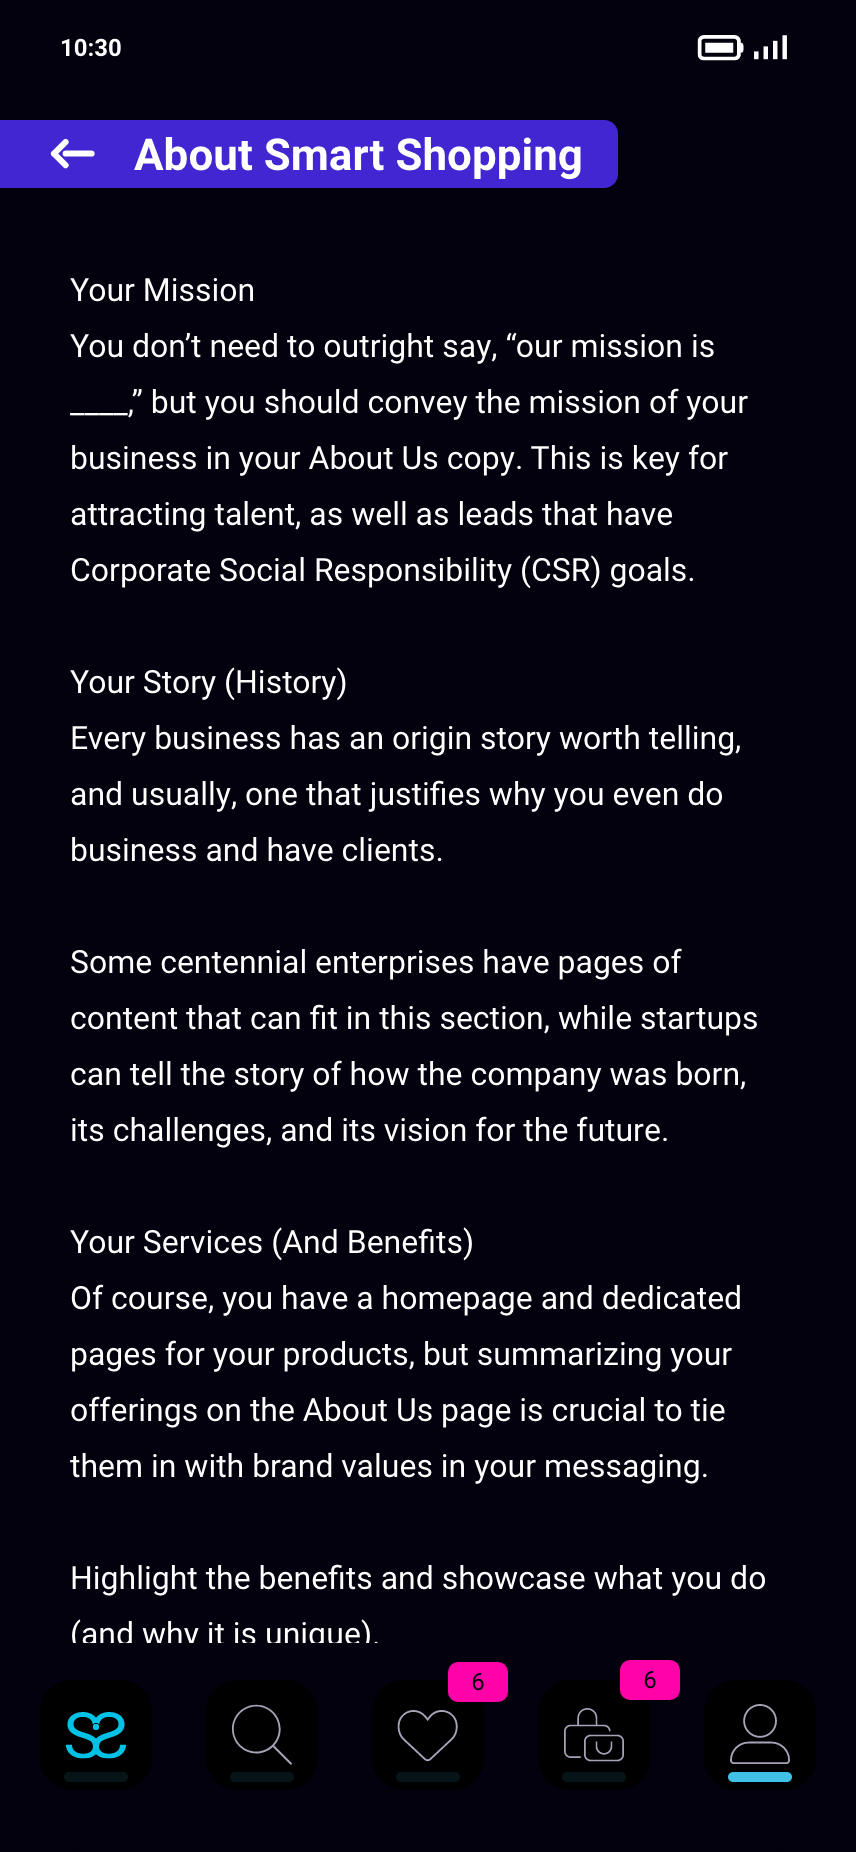 10:30
About Smart Shopping
Your Mission
You don’t need to outright say, “our mission is
____,” but you should convey the mission of your
business in your About Us copy. This is key for
attracting talent, as well as leads that have
Corporate Social Responsibility (CSR) goals.
Your Story (History)
Every business has an origin story worth telling,
and usually, one that justifies why you even do
business and have clients.
Some centennial enterprises have pages of
content that can fit in this section, while startups
can tell the story of how the company was born,
its challenges, and its vision for the future.
Your Services (And Benefits)
Of course, you have a homepage and dedicated
pages for your products, but summarizing your
offerings on the About Us page is crucial to tie
them in with brand values in your messaging.
Highlight the benefits and showcase what you do
(and why it is unique).
6
6